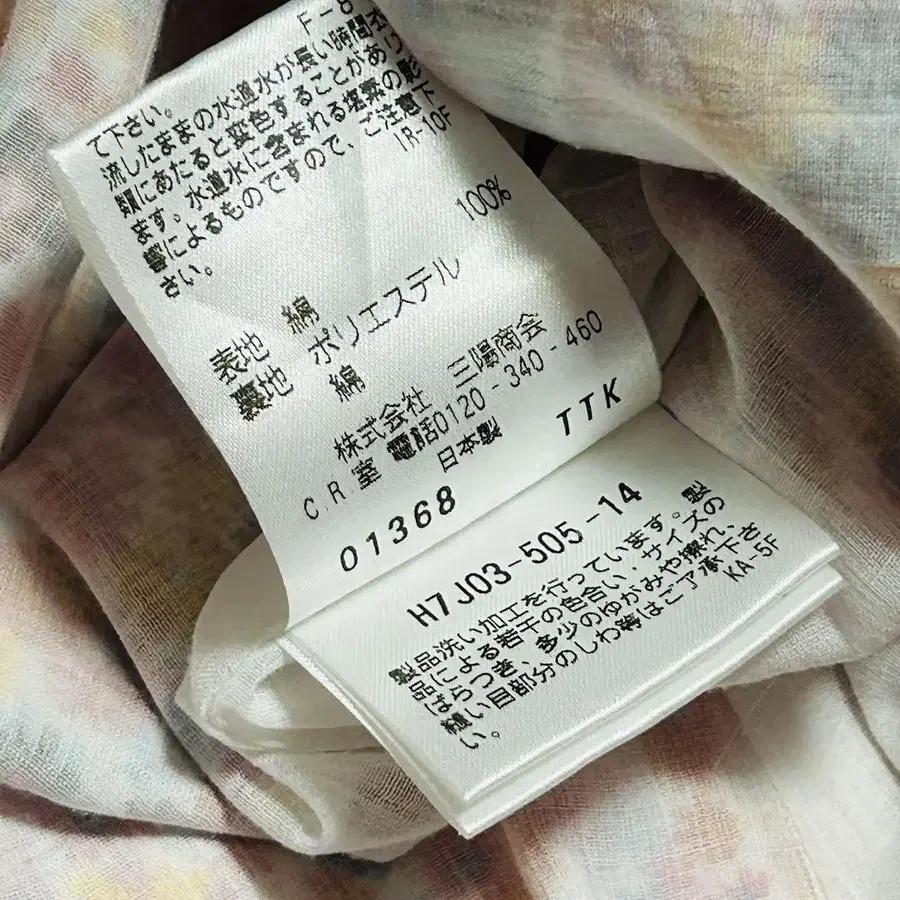 て下さい。 F-8
流したままの水道水が長い時間衣
類にあたると変色することがあり
ます。水道水に含まれる塩素の影
響によるものですので、ご注意下
さい。 IR-10F
100%
表地 綿
裏地 ポリエステル
綿
株式会社 三陽商会
C.R.室 電話0120-340-460
日本製
01368 TTK
H7J03-505-14
製品洗い加工を行っています。製
品による若干の色合い・サイズの
ばらつき、多少のゆがみや擦れ、
縫い目部分のしわ等はご了承下さ
い。 KA-5F